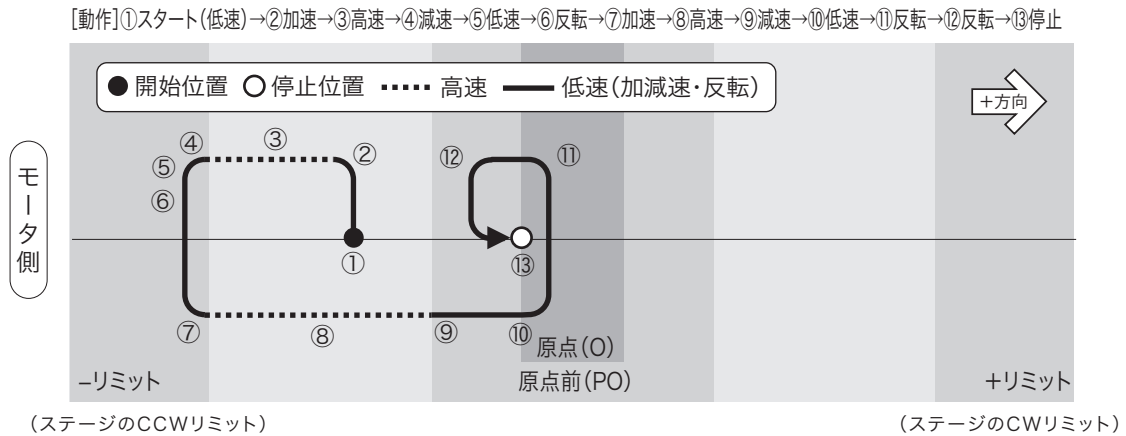 [動作]①スタート(低速)→②加速→③高速→④減速→⑤低速→⑥反転→⑦加速→⑧高速→⑨減速→⑩低速→⑪反転→⑫反転→⑬停止
●開始位置 ○停止位置 高速 低速(加減速・反転)
+方向
モータ側
④ ③ ② ⑫ ⑪
⑤
⑥
① ⑬
⑦ ⑧ ⑨ ⑩
原点(O)
–リミット 原点前(PO) +リミット
(ステージのCCWリミット) (ステージのCWリミット)